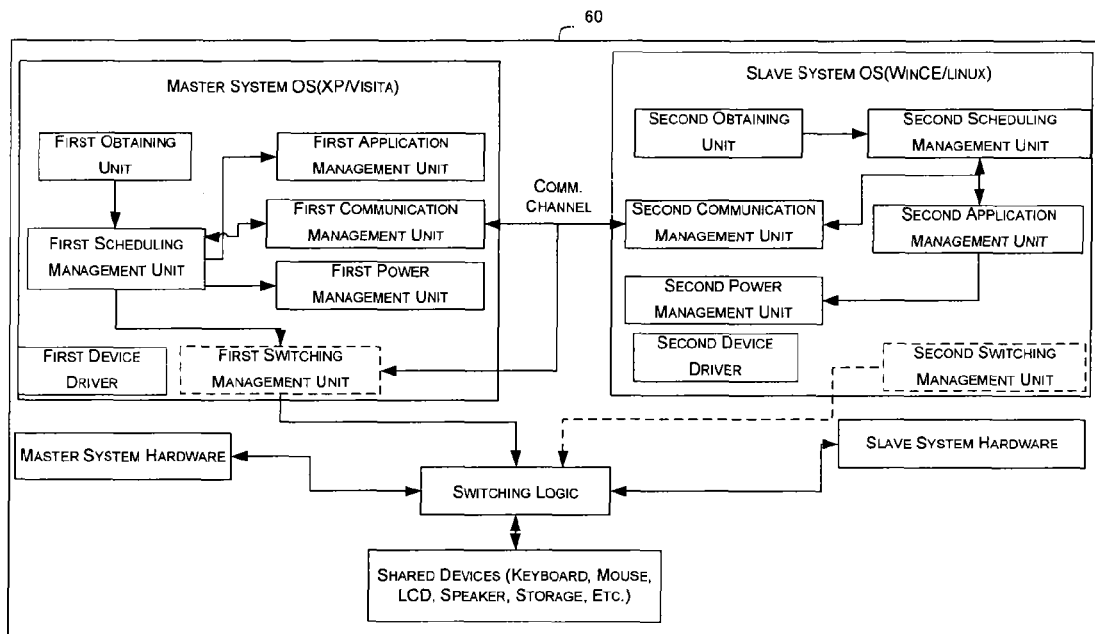 60
MASTER SYSTEM OS(XP/VISITA)
FIRST OBTAINING
UNIT
FIRST APPLICATION
MANAGEMENT UNIT
FIRST COMMUNICATION
MANAGEMENT UNIT
FIRST SCHEDULING
MANAGEMENT UNIT
FIRST POWER
MANAGEMENT UNIT
FIRST DEVICE
DRIVER
FIRST SWITCHING
MANAGEMENT UNIT
COMM.
CHANNEL
SLAVE SYSTEM OS(WINCE/LINUX)
SECOND OBTAINING
UNIT
SECOND SCHEDULING
MANAGEMENT UNIT
SECOND COMMUNICATION
MANAGEMENT UNIT
SECOND APPLICATION
MANAGEMENT UNIT
SECOND POWER
MANAGEMENT UNIT
SECOND DEVICE
DRIVER
SECOND SWITCHING
MANAGEMENT UNIT
MASTER SYSTEM HARDWARE
SLAVE SYSTEM HARDWARE
SWITCHING LOGIC
SHARED DEVICES (KEYBOARD, MOUSE,
LCD, SPEAKER, STORAGE, ETC.)